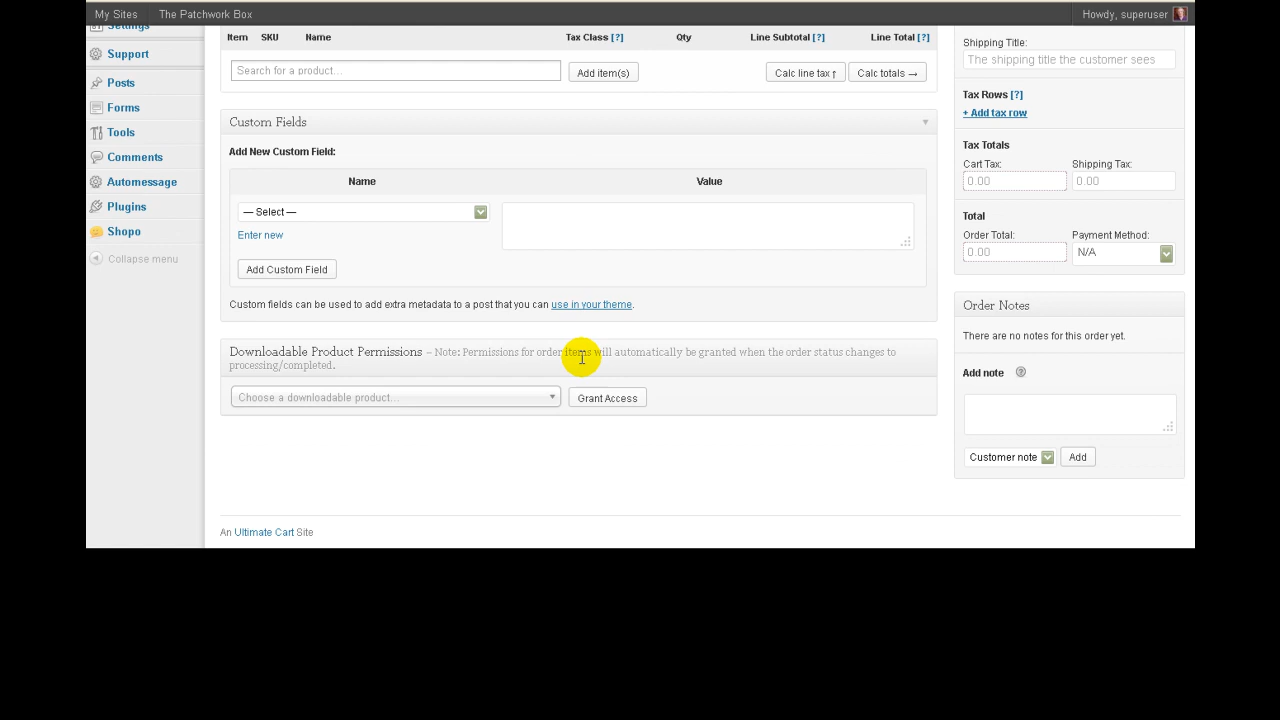 My Sites The Patchwork Box Howdy, superuser
Settings
Support
Posts
Forms
Tools
Comments
Automessage
Plugins
Shopo
Collapse menu
Item SKU Name Tax Class [?] Qty Line Subtotal [?] Line Total [?]
Search for a product... Add item(s) Calc line tax ↑ Calc totals →
Custom Fields
Add New Custom Field:
Name Value
— Select —
Enter new
Add Custom Field
Custom fields can be used to add extra metadata to a post that you can use in your theme.
Downloadable Product Permissions – Note: Permissions for order items will automatically be granted when the order status changes to
processing/completed.
Choose a downloadable product... Grant Access
An Ultimate Cart Site
Shipping Title:
The shipping title the customer sees
Tax Rows [?]
+ Add tax row
Tax Totals
Cart Tax: Shipping Tax:
0.00 0.00
Total
Order Total: Payment Method:
0.00 N/A
Order Notes
There are no notes for this order yet.
Add note
Customer note Add